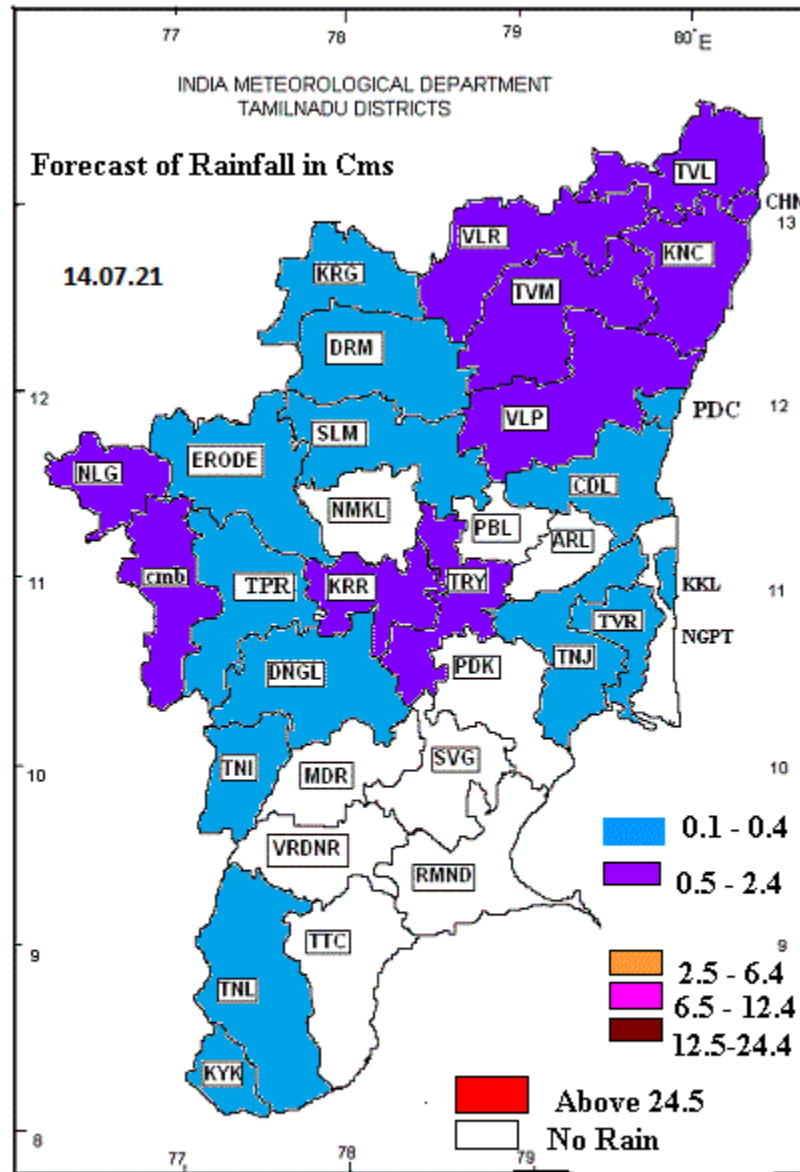 77 78 79 80° E
INDIA METEOROLOGICAL DEPARTMENT
TAMILNADU DISTRICTS
Forecast of Rainfall in Cms
TVL
CHN
13
VLR
KNC
14.07.21
KRG
TVM
DRM
12
12
PDC
VLP
SLM
ERODE
NLG
CDL
NMKL
PBL
ARL
11
cmb
TPR
KRR
TRY
KKL
11
TVR
NGPT
TNJ
DNGL
PDK
10
TNI
MDR
SVG
10
0.1 - 0.4
VRDNR
RMND
0.5 - 2.4
9
TTC
9
2.5 - 6.4
TNL
6.5 - 12.4
12.5-24.4
KYK
Above 24.5
8
No Rain
77 78 79